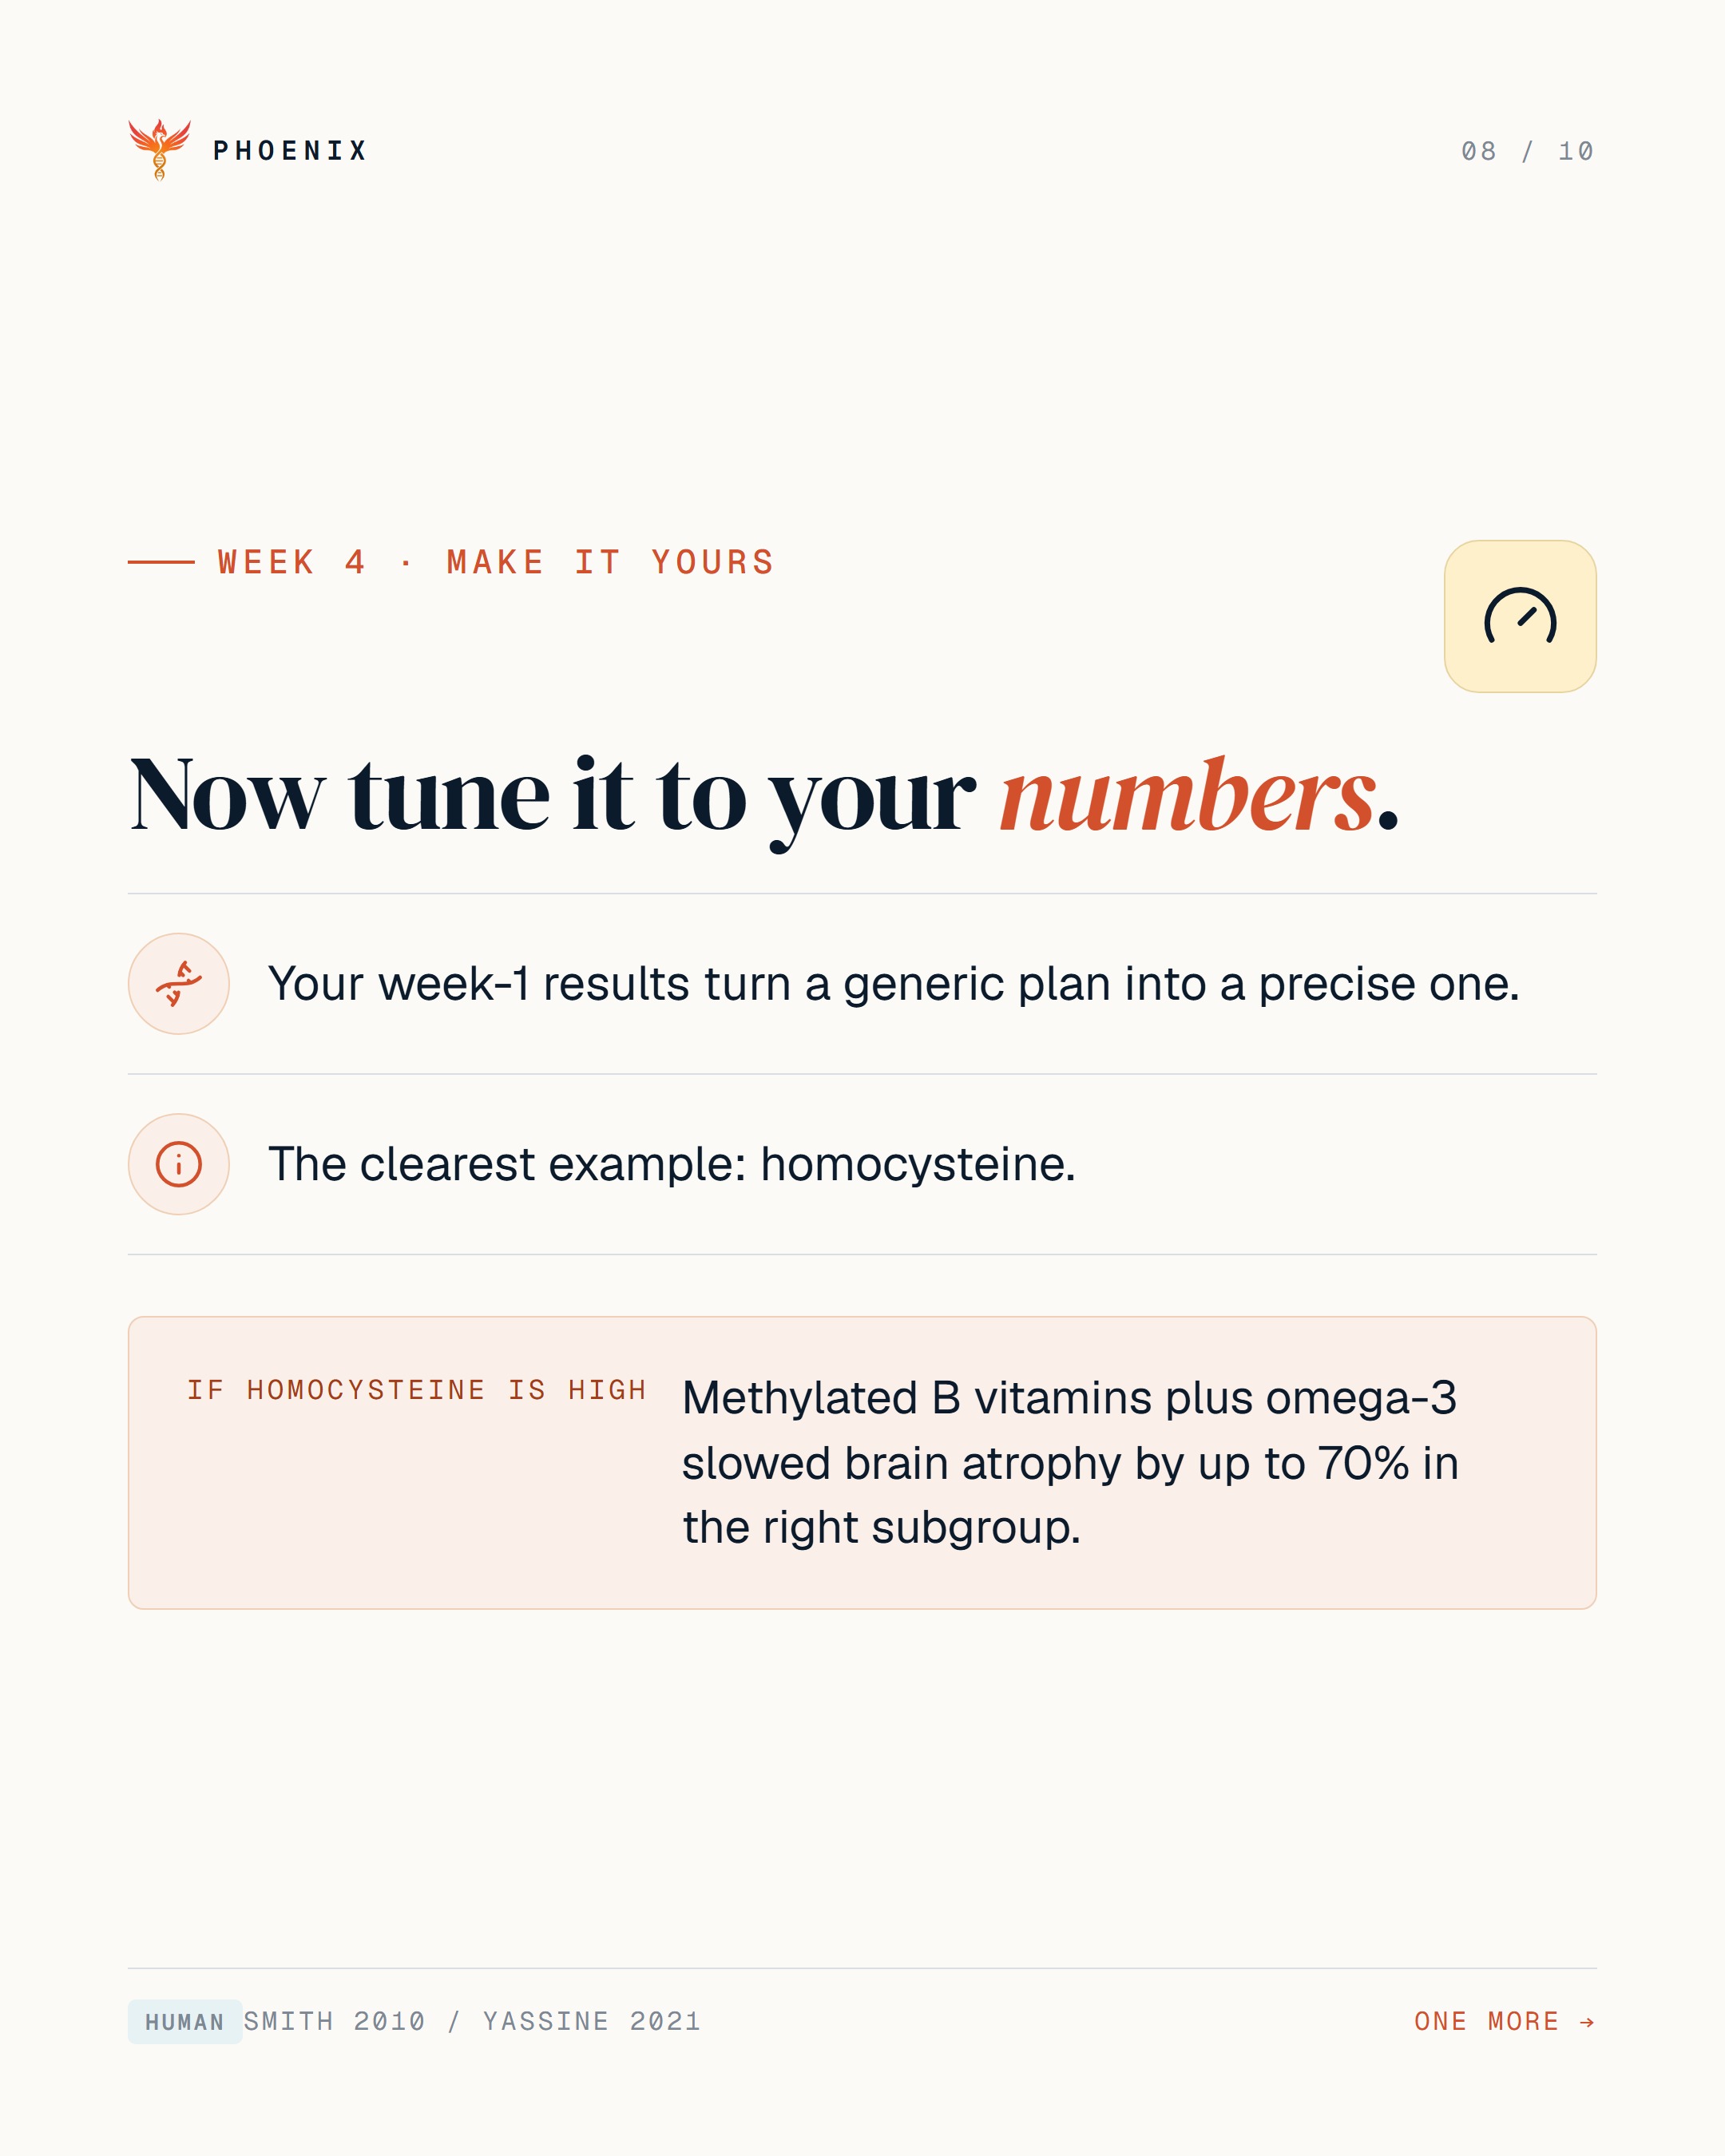 PHOENIX
08 / 10
WEEK 4 · MAKE IT YOURS
Now tune it to your numbers.
Your week-1 results turn a generic plan into a precise one.
The clearest example: homocysteine.
IF HOMOCYSTEINE IS HIGH
Methylated B vitamins plus omega-3
slowed brain atrophy by up to 70% in
the right subgroup.
HUMAN SMITH 2010 / YASSINE 2021
ONE MORE →